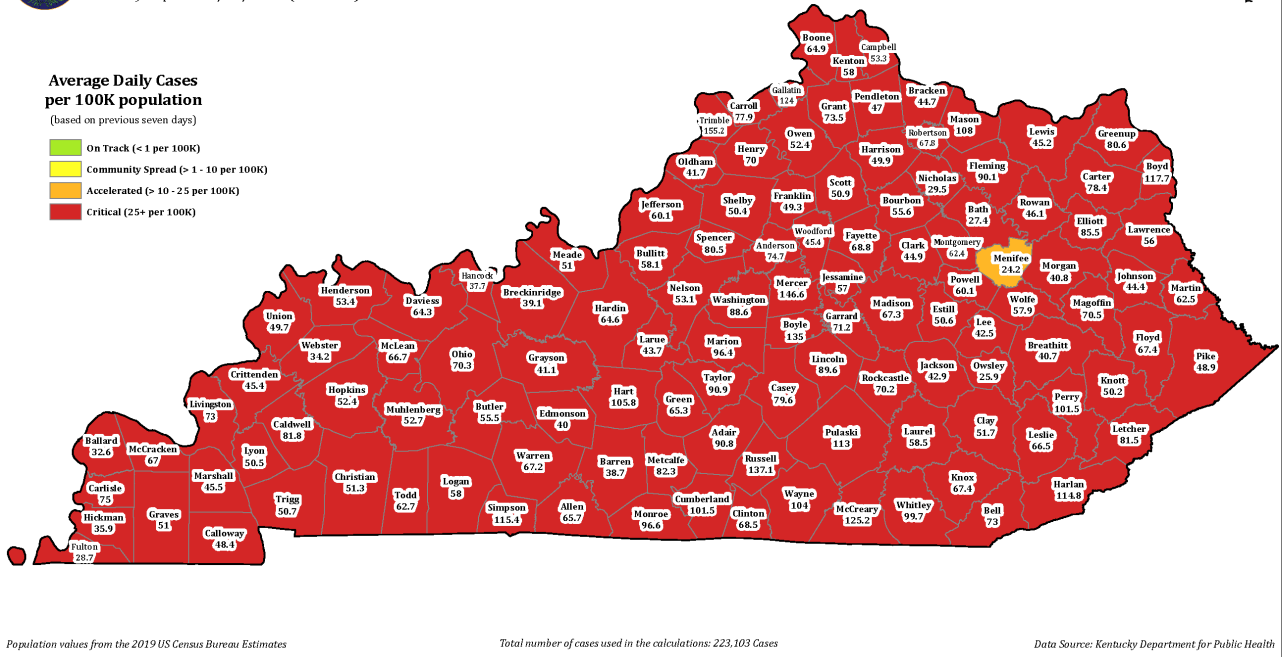 Average Daily Cases
per 100K population
(based on previous seven days)
On Track (< 1 per 100K)
Community Spread (> 1 - 10 per 100K)
Accelerated (> 10 - 25 per 100K)
Critical (25+ per 100K)
Boone
64.9
Campbell
53.3
Kenton
58
Gallatin
124
Carroll
77.9
Trimble
155.2
Grant
73.5
Pendleton
47
Bracken
44.7
Mason
108
Robertson
67.8
Lewis
45.2
Greenup
80.6
Owen
52.4
Henry
70
Oldham
41.7
Harrison
49.9
Fleming
90.1
Boyd
117.7
Carter
78.4
Nicholas
29.5
Scott
50.9
Franklin
49.3
Shelby
50.4
Jefferson
60.1
Bourbon
55.6
Bath
27.4
Rowan
46.1
Elliott
85.5
Lawrence
56
Woodford
45.4
Fayette
68.8
Spencer
80.5
Anderson
74.7
Clark
44.9
Montgomery
62.4
Menifee
24.2
Morgan
40.8
Bullitt
58.1
Meade
51
Hancock
37.7
Johnson
44.4
Martin
62.5
Powell
60.1
Jessamine
57
Mercer
146.6
Nelson
53.1
Washington
88.6
Breckinridge
39.1
Henderson
53.4
Daviess
64.3
Union
49.7
Hardin
64.6
Wolfe
57.9
Magoffin
70.5
Madison
67.3
Estill
50.6
Garrard
71.2
Boyle
135
Lee
42.5
Larue
43.7
Marion
96.4
Floyd
67.4
Breathitt
40.7
Pike
48.9
Webster
34.2
McLean
66.7
Ohio
70.3
Grayson
41.1
Lincoln
89.6
Jackson
42.9
Owsley
25.9
Rockcastle
70.2
Knott
50.2
Crittenden
45.4
Taylor
90.9
Casey
79.6
Hopkins
52.4
Hart
105.8
Green
65.3
Perry
101.5
Livingston
73
Muhlenberg
52.7
Butler
55.5
Edmonson
40
Caldwell
81.8
Clay
51.7
Leslie
66.5
Letcher
81.5
Pulaski
113
Laurel
58.5
Adair
90.8
Ballard
32.6
McCracken
67
Lyon
50.5
Warren
67.2
Barren
38.7
Metcalfe
82.3
Russell
137.1
Marshall
45.5
Christian
51.3
Logan
58
Knox
67.4
Harlan
114.8
Carlisle
75
Trigg
50.7
Todd
62.7
Wayne
104
Cumberland
101.5
Whitley
99.7
McCreary
125.2
Bell
73
Simpson
115.4
Allen
65.7
Monroe
96.6
Clinton
68.5
Hickman
35.9
Graves
51
Calloway
48.4
Fulton
28.7
Population values from the 2019 US Census Bureau Estimates
Total number of cases used in the calculations: 223,103 Cases
Data Source: Kentucky Department for Public Health